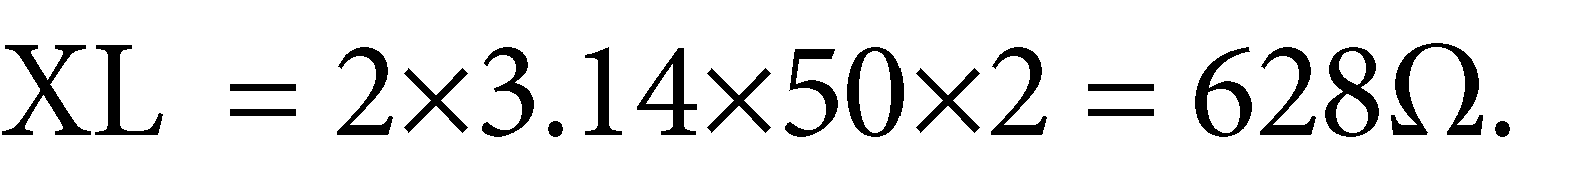 XL = 2×3.14×50×2 = 628Ω.